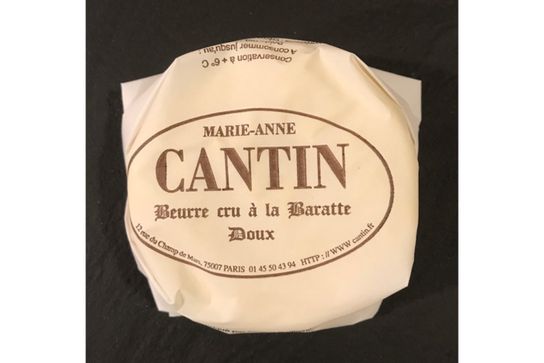 Conservation à + 6° C
A consommer jusqu'au :
MARIE-ANNE
CANTIN
Beurre cru à la Baratte
Doux
12 rue du Champ de Mars, 75007 PARIS 01 45 50 43 94 HTTP : // www cantin.fr